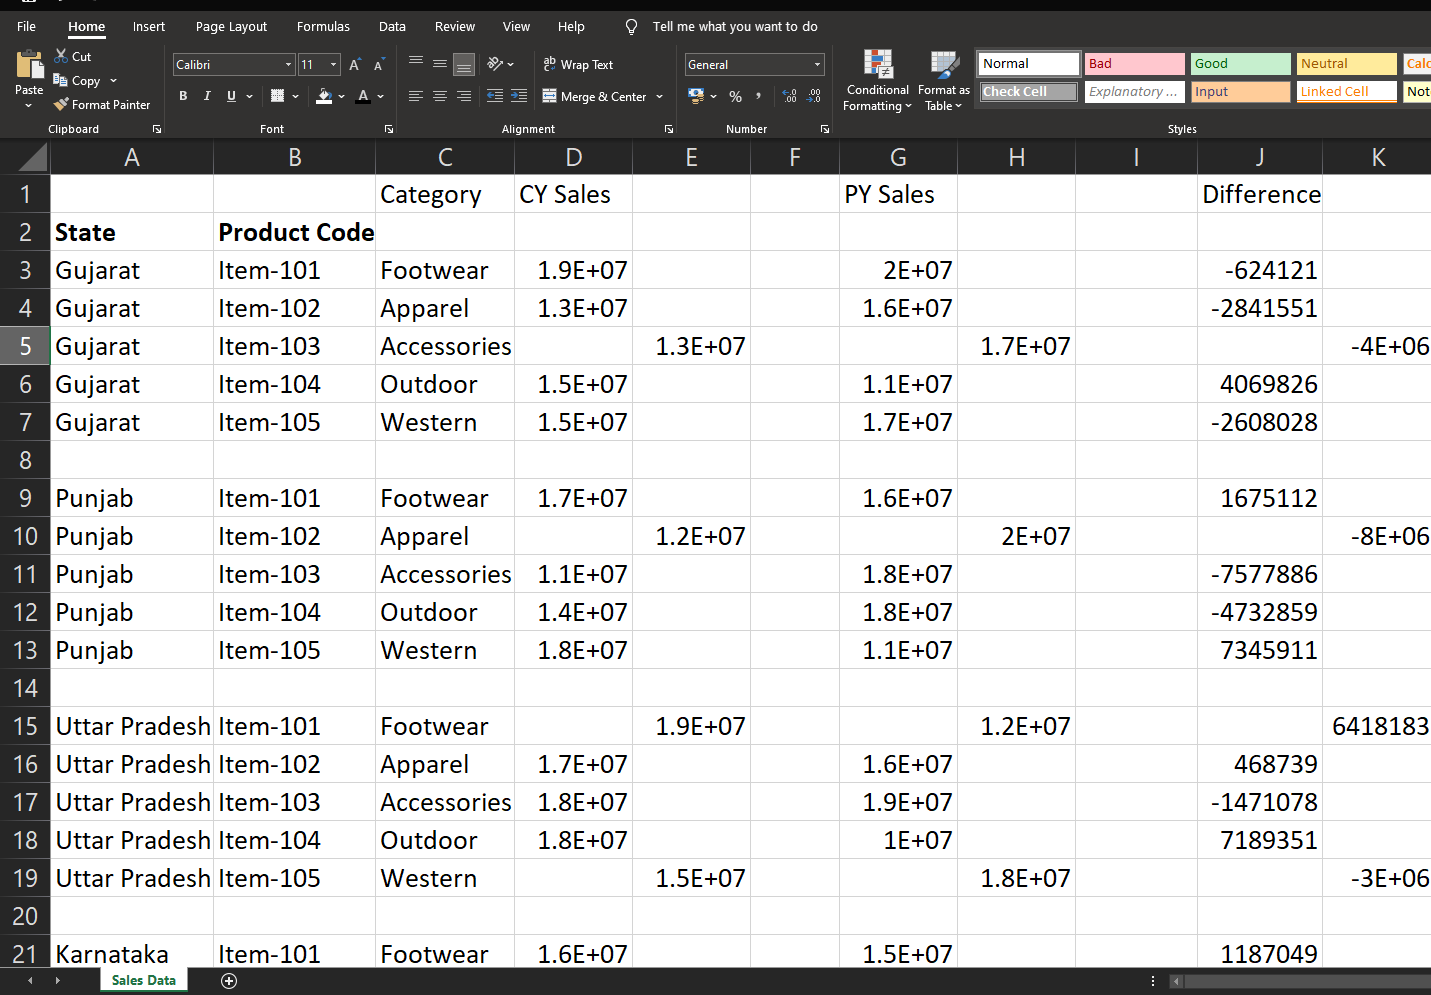 File Home Insert Page Layout Formulas Data Review View Help Tell me what you want to do
Cut
Copy
Format Painter
Paste
Clipboard
Calibri 11 A A
B I U A
Font
ab Wrap Text
Merge & Center
Alignment
General
% , .00 .00
Number
Conditional Formatting
Format as Table
Normal Bad Good Neutral Calc
Check Cell Explanatory ... Input Linked Cell Not
Styles
A B C D E F G H I J K
1 Category CY Sales PY Sales Difference
2 State Product Code
3 Gujarat Item-101 Footwear 1.9E+07 2E+07 -624121
4 Gujarat Item-102 Apparel 1.3E+07 1.6E+07 -2841551
5 Gujarat Item-103 Accessories 1.3E+07 1.7E+07 -4E+06
6 Gujarat Item-104 Outdoor 1.5E+07 1.1E+07 4069826
7 Gujarat Item-105 Western 1.5E+07 1.7E+07 -2608028
8
9 Punjab Item-101 Footwear 1.7E+07 1.6E+07 1675112
10 Punjab Item-102 Apparel 1.2E+07 2E+07 -8E+06
11 Punjab Item-103 Accessories 1.1E+07 1.8E+07 -7577886
12 Punjab Item-104 Outdoor 1.4E+07 1.8E+07 -4732859
13 Punjab Item-105 Western 1.8E+07 1.1E+07 7345911
14
15 Uttar Pradesh Item-101 Footwear 1.9E+07 1.2E+07 6418183
16 Uttar Pradesh Item-102 Apparel 1.7E+07 1.6E+07 468739
17 Uttar Pradesh Item-103 Accessories 1.8E+07 1.9E+07 -1471078
18 Uttar Pradesh Item-104 Outdoor 1.8E+07 1E+07 7189351
19 Uttar Pradesh Item-105 Western 1.5E+07 1.8E+07 -3E+06
20
21 Karnataka Item-101 Footwear 1.6E+07 1.5E+07 1187049
Sales Data